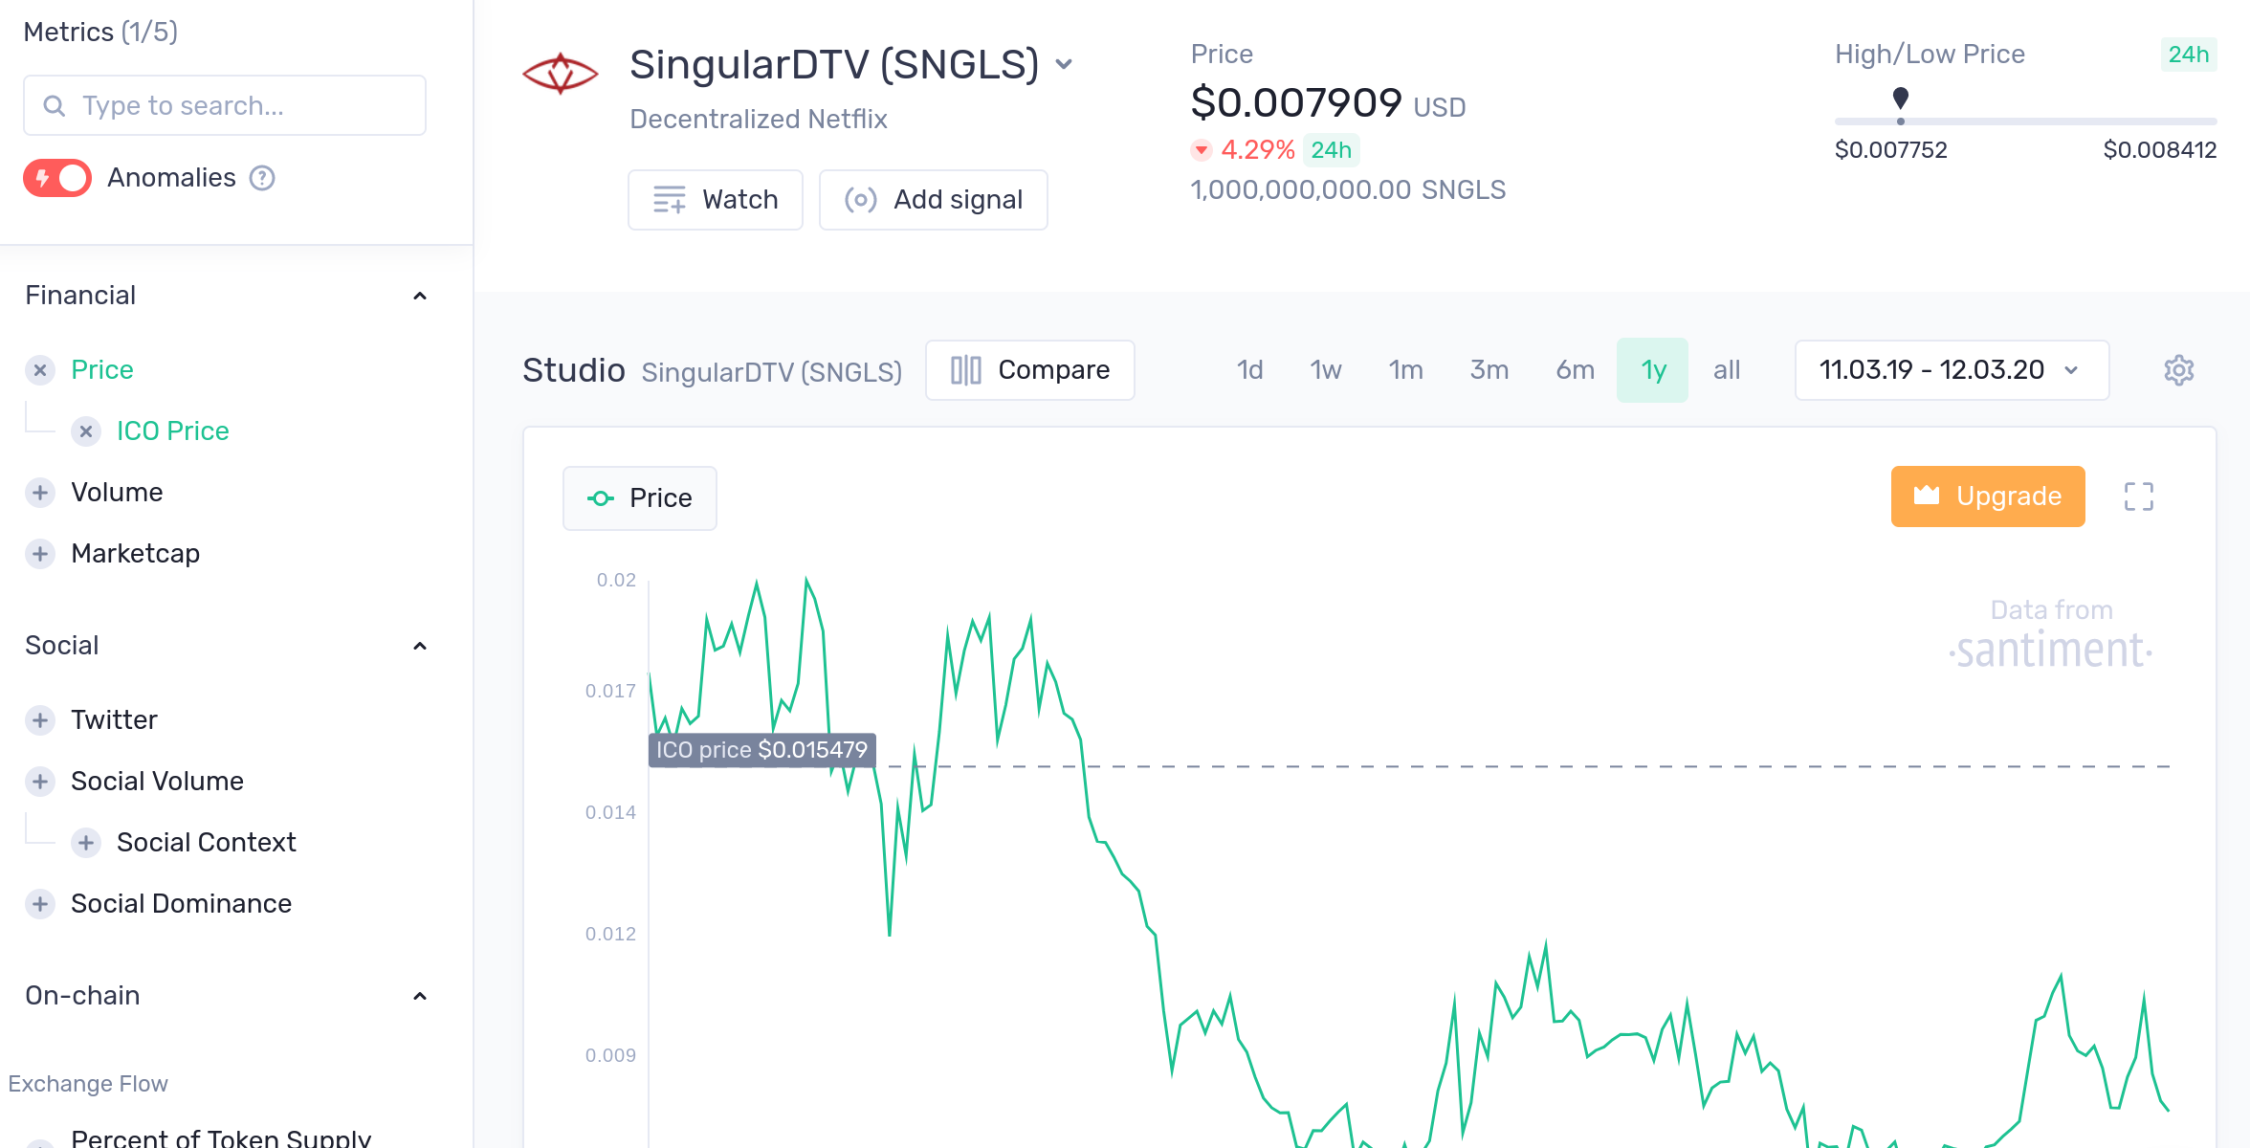 Metrics (1/5)
Type to search...
Anomalies ?
Financial
Price
ICO Price
Volume
Marketcap
Social
Twitter
Social Volume
Social Context
Social Dominance
On-chain
Exchange Flow
Percent of Token Supply
SingularDTV (SNGLS)
Decentralized Netflix
Watch
Add signal
Price
$0.007909 USD
4.29% 24h
1,000,000,000.00 SNGLS
High/Low Price 24h
$0.007752 $0.008412
Studio SingularDTV (SNGLS) Compare 1d 1w 1m 3m 6m 1y all 11.03.19 - 12.03.20
Price
Upgrade
Data from
·santiment·
0.02
0.017
ICO price $0.015479
0.014
0.012
0.009